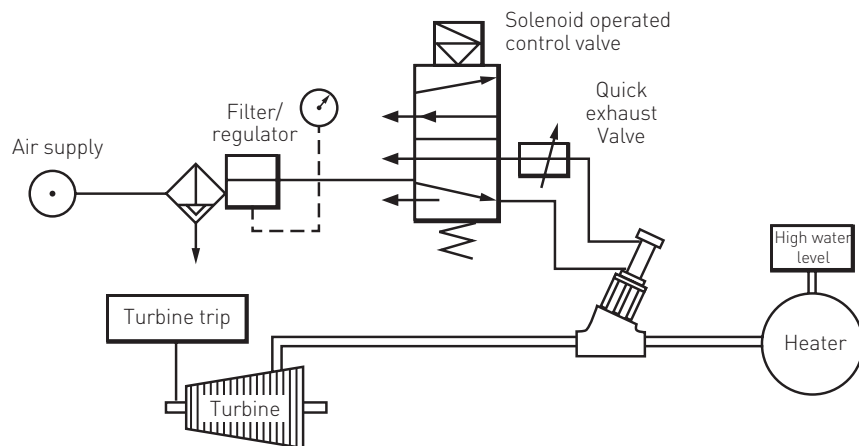 Solenoid operated
control valve
Quick
exhaust
Valve
Filter/
regulator
Air supply
High water
level
Turbine trip
Heater
Turbine